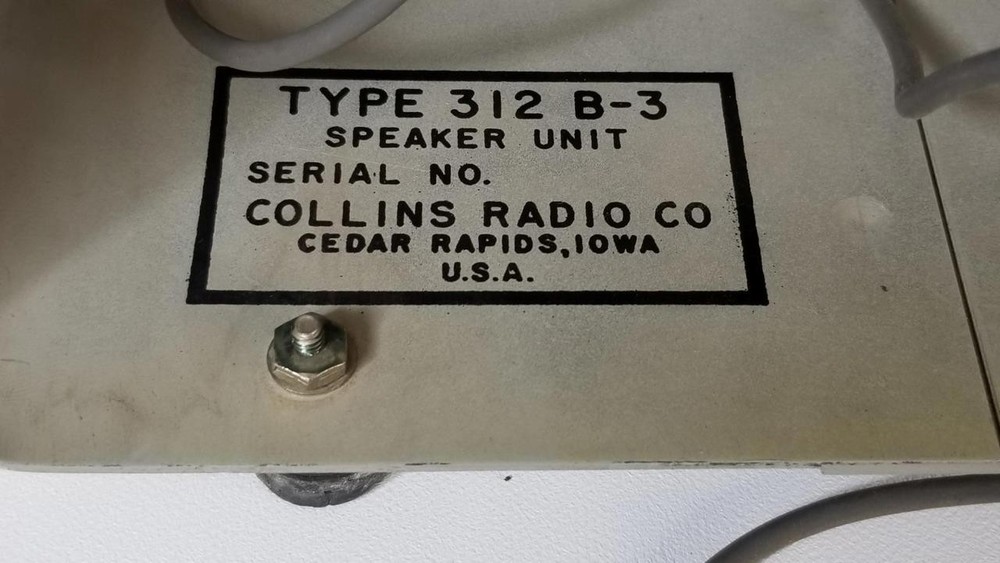 TYPE 312 B-3
SPEAKER UNIT
SERIAL NO.
COLLINS RADIO CO
CEDAR RAPIDS, IOWA
U.S.A.